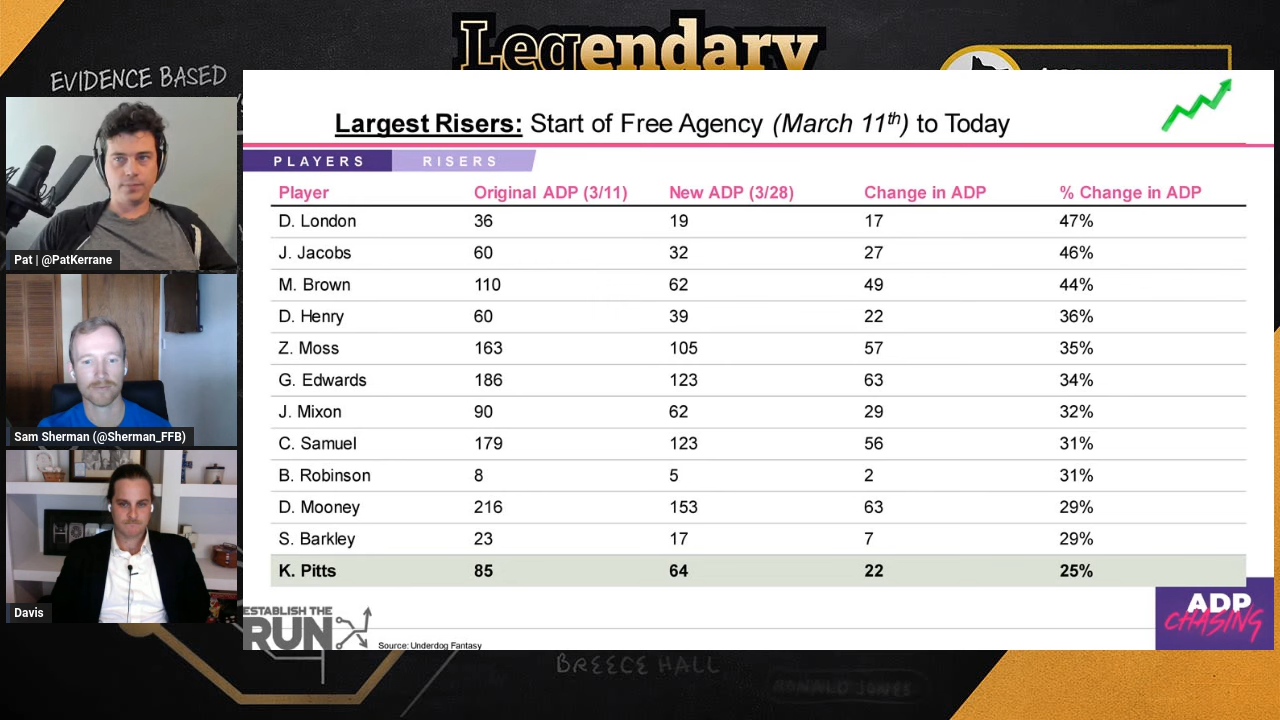 Legendary
EVIDENCE BASED
Largest Risers: Start of Free Agency (March 11th) to Today
PLAYERS RISERS
Player Original ADP (3/11) New ADP (3/28) Change in ADP % Change in ADP
D. London 36 19 17 47%
J. Jacobs 60 32 27 46%
M. Brown 110 62 49 44%
D. Henry 60 39 22 36%
Z. Moss 163 105 57 35%
G. Edwards 186 123 63 34%
J. Mixon 90 62 29 32%
C. Samuel 179 123 56 31%
B. Robinson 8 5 2 31%
D. Mooney 216 153 63 29%
S. Barkley 23 17 7 29%
K. Pitts 85 64 22 25%
Pat | @PatKerrane
Sam Sherman (@Sherman_FFB)
Davis
ESTABLISH THE
RUN
Source: Underdog Fantasy
ADP
CHASING
BREECE HALL
RONALD JONES